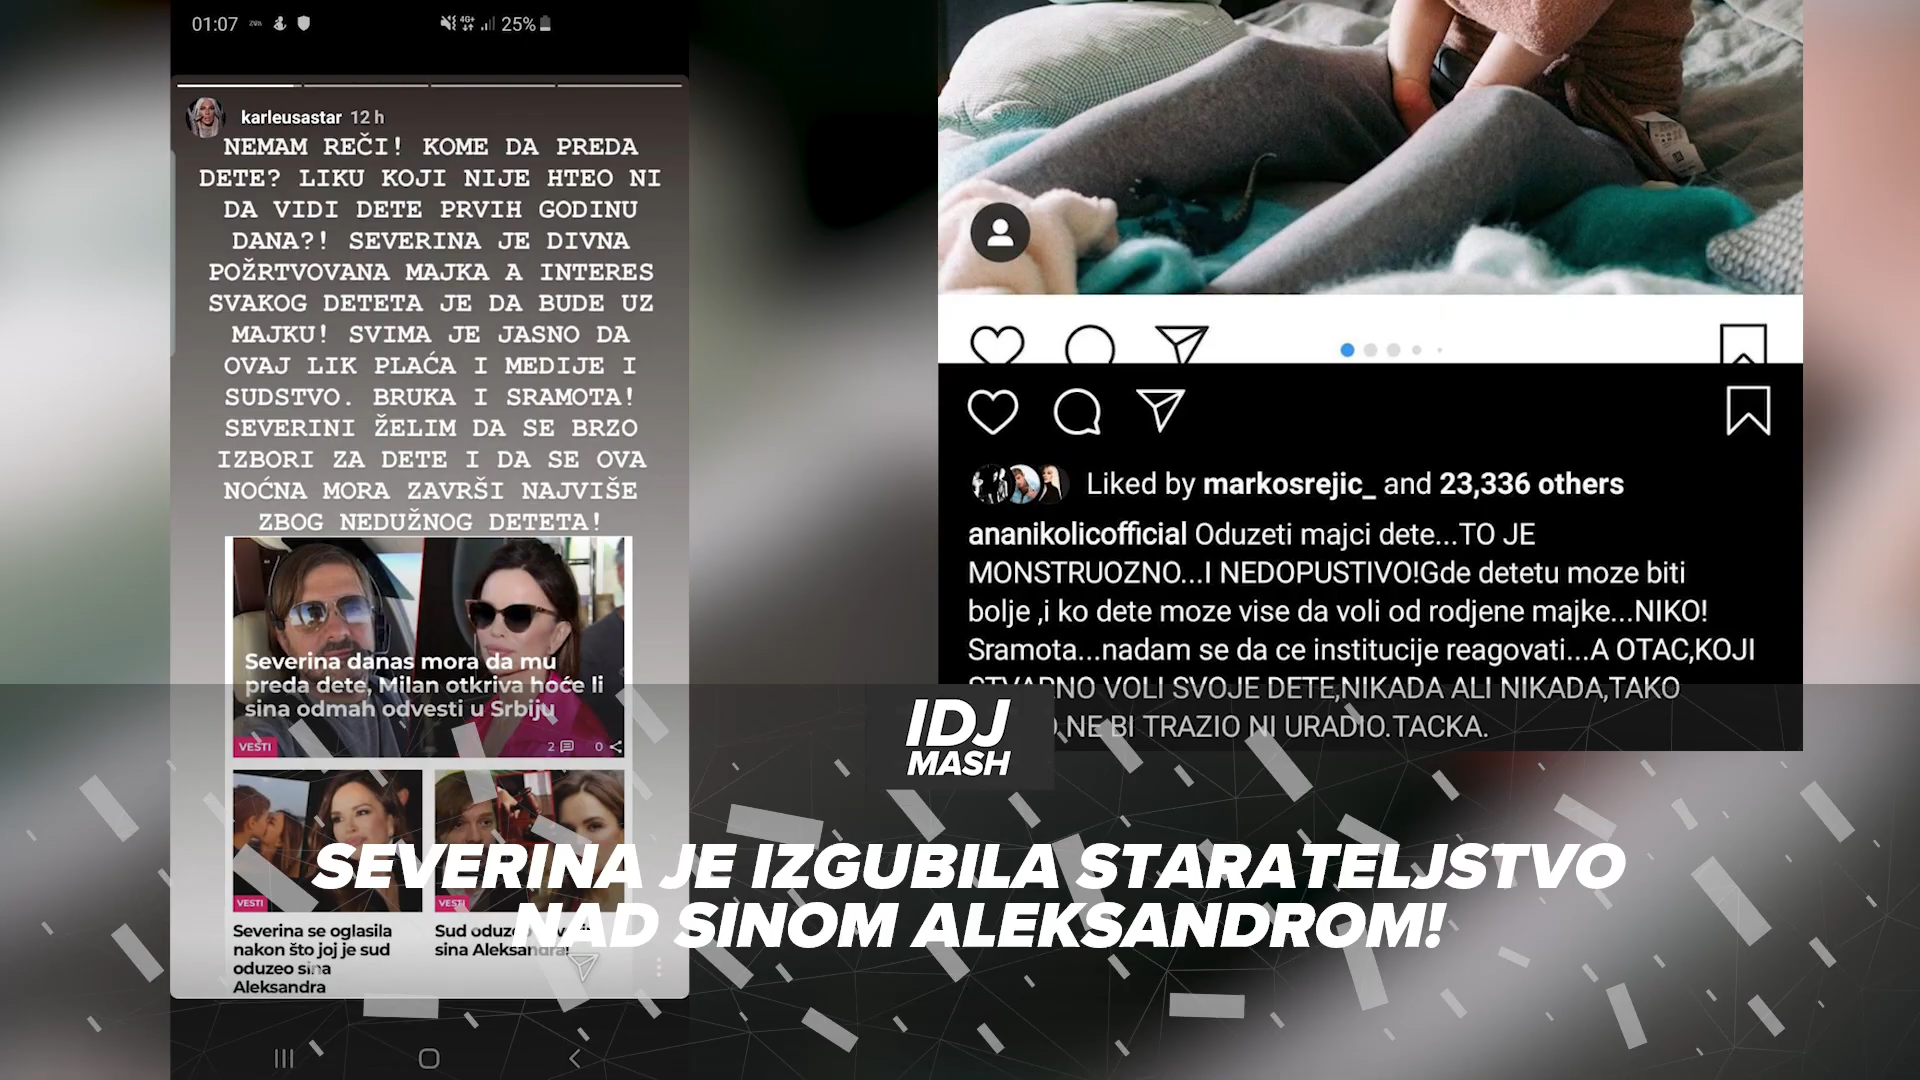 01:07
4G+
25%
karleusastar 12 h
NEMAM REČI! KOME DA PREDA
DETE? LIKU KOJI NIJE HTEO NI
DA VIDI DETE PRVIH GODINU
DANA?! SEVERINA JE DIVNA
POŽRTVOVANA MAJKA A INTERES
SVAKOG DETETA JE DA BUDE UZ
MAJKU! SVIMA JE JASNO DA
OVAJ LIK PLAĆA I MEDIJE I
SUDSTVO. BRUKA I SRAMOTA!
SEVERINI ŽELIM DA SE BRZO
IZBORI ZA DETE I DA SE OVA
NOĆNA MORA ZAVRŠI NAJVIŠE
ZBOG NEDUŽNOG DETETA!
Severina danas mora da mu
preda dete, Milan otkriva hoće li
sina odmah odvesti u Srbiju
VESTI
2
0
VESTI
Severina se oglasila
nakon što joj je sud
oduzeo sina
Aleksandra
VESTI
Sud
sina Aleksandra!
Liked by markosrejic_ and 23,336 others
ananikolicofficial Oduzeti majci dete...TO JE
MONSTRUOZNO...I NEDOPUSTIVO!Gde detetu moze biti
bolje ,i ko dete moze vise da voli od rodjene majke...NIKO!
Sramota...nadam se da ce institucije reagovati...A OTAC,KOJI
VOLI SVOJE DETE,NIKADA ALI NIKADA,TAKO
NE BI TRAZIO NI URADIO.TACKA.
IDJ
MASH
SEVERINA JE IZGUBILA STARATELJSTVO
NAD SINOM ALEKSANDROM!